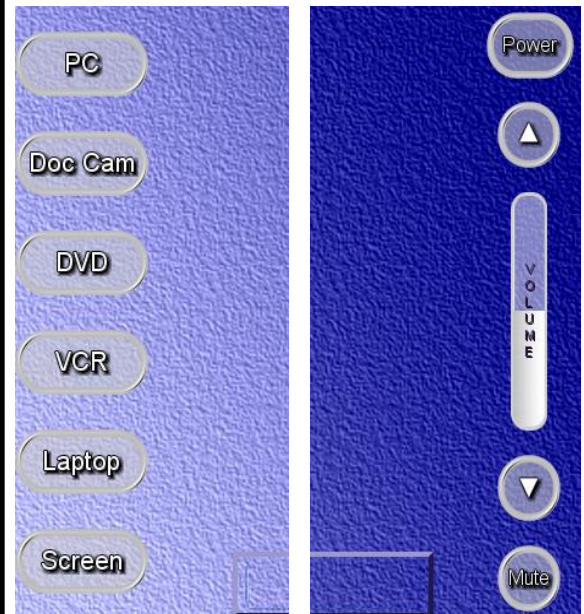 PC
Doc Cam
DVD
VCR
Laptop
Screen
Power
VOLUME
Mute